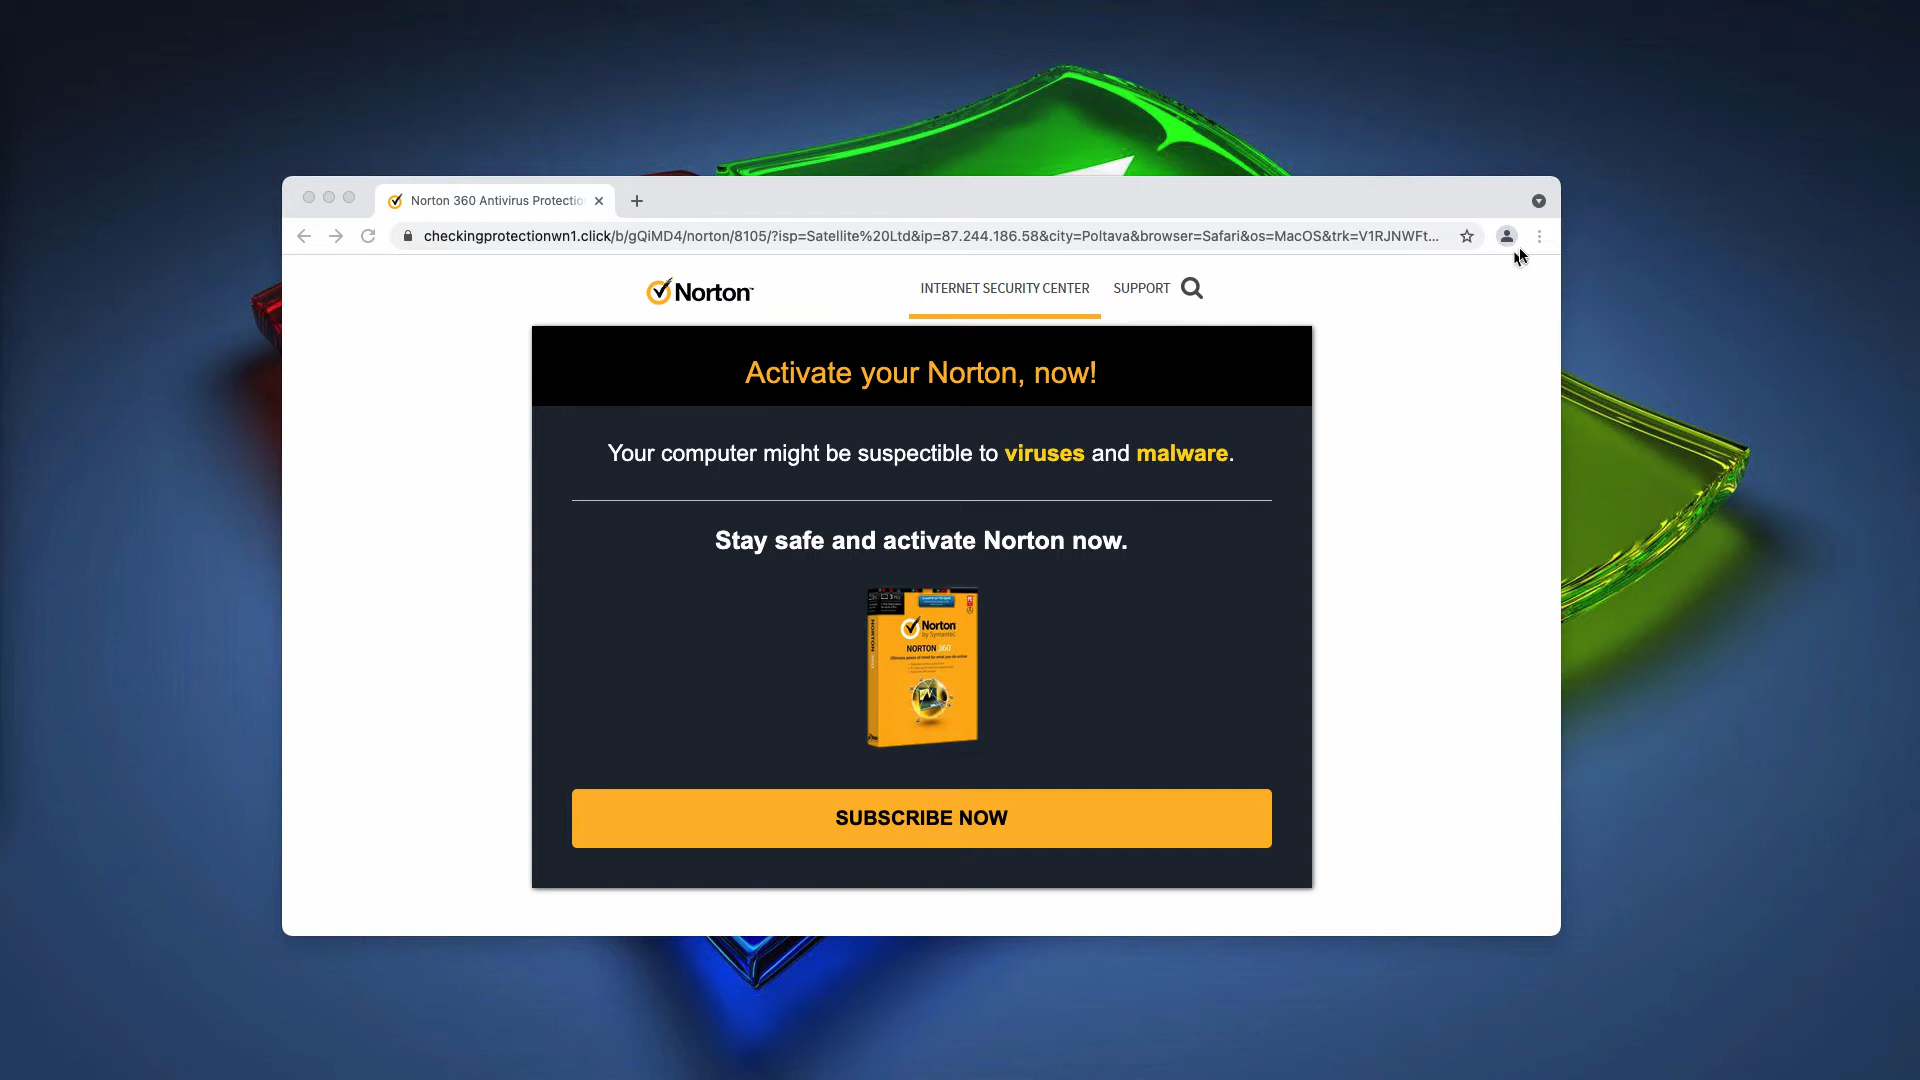 Norton 360 Antivirus Protectio
checkingprotectionwn1.click/b/gQiMD4/norton/8105/?isp=Satellite%20Ltd&ip=87.244.186.58&city=Poltava&browser=Safari&os=MacOS&trk=V1RJNWFt...
Norton
INTERNET SECURITY CENTER
SUPPORT
Activate your Norton, now!
Your computer might be suspectible to viruses and malware.
Stay safe and activate Norton now.
Norton
by Symantec
NORTON 360
SUBSCRIBE NOW